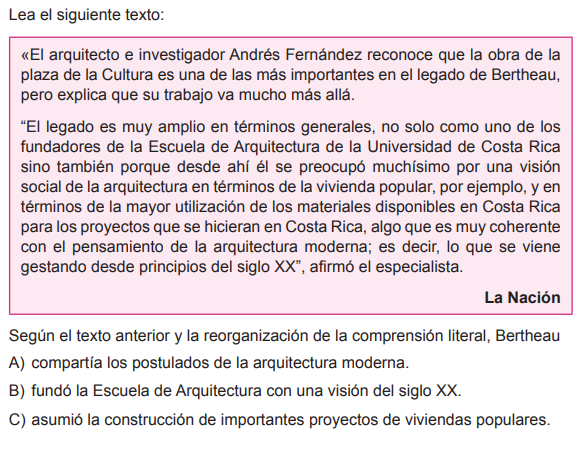 Lea el siguiente texto:
«El arquitecto e investigador Andrés Fernández reconoce que la obra de la
plaza de la Cultura es una de las más importantes en el legado de Bertheau,
pero explica que su trabajo va mucho más allá.
“El legado es muy amplio en términos generales, no solo como uno de los
fundadores de la Escuela de Arquitectura de la Universidad de Costa Rica
sino también porque desde ahí él se preocupó muchísimo por una visión
social de la arquitectura en términos de la vivienda popular, por ejemplo, y en
términos de la mayor utilización de los materiales disponibles en Costa Rica
para los proyectos que se hicieran en Costa Rica, algo que es muy coherente
con el pensamiento de la arquitectura moderna; es decir, lo que se viene
gestando desde principios del siglo XX”, afirmó el especialista.
La Nación
Según el texto anterior y la reorganización de la comprensión literal, Bertheau
A) compartía los postulados de la arquitectura moderna.
B) fundó la Escuela de Arquitectura con una visión del siglo XX.
C) asumió la construcción de importantes proyectos de viviendas populares.